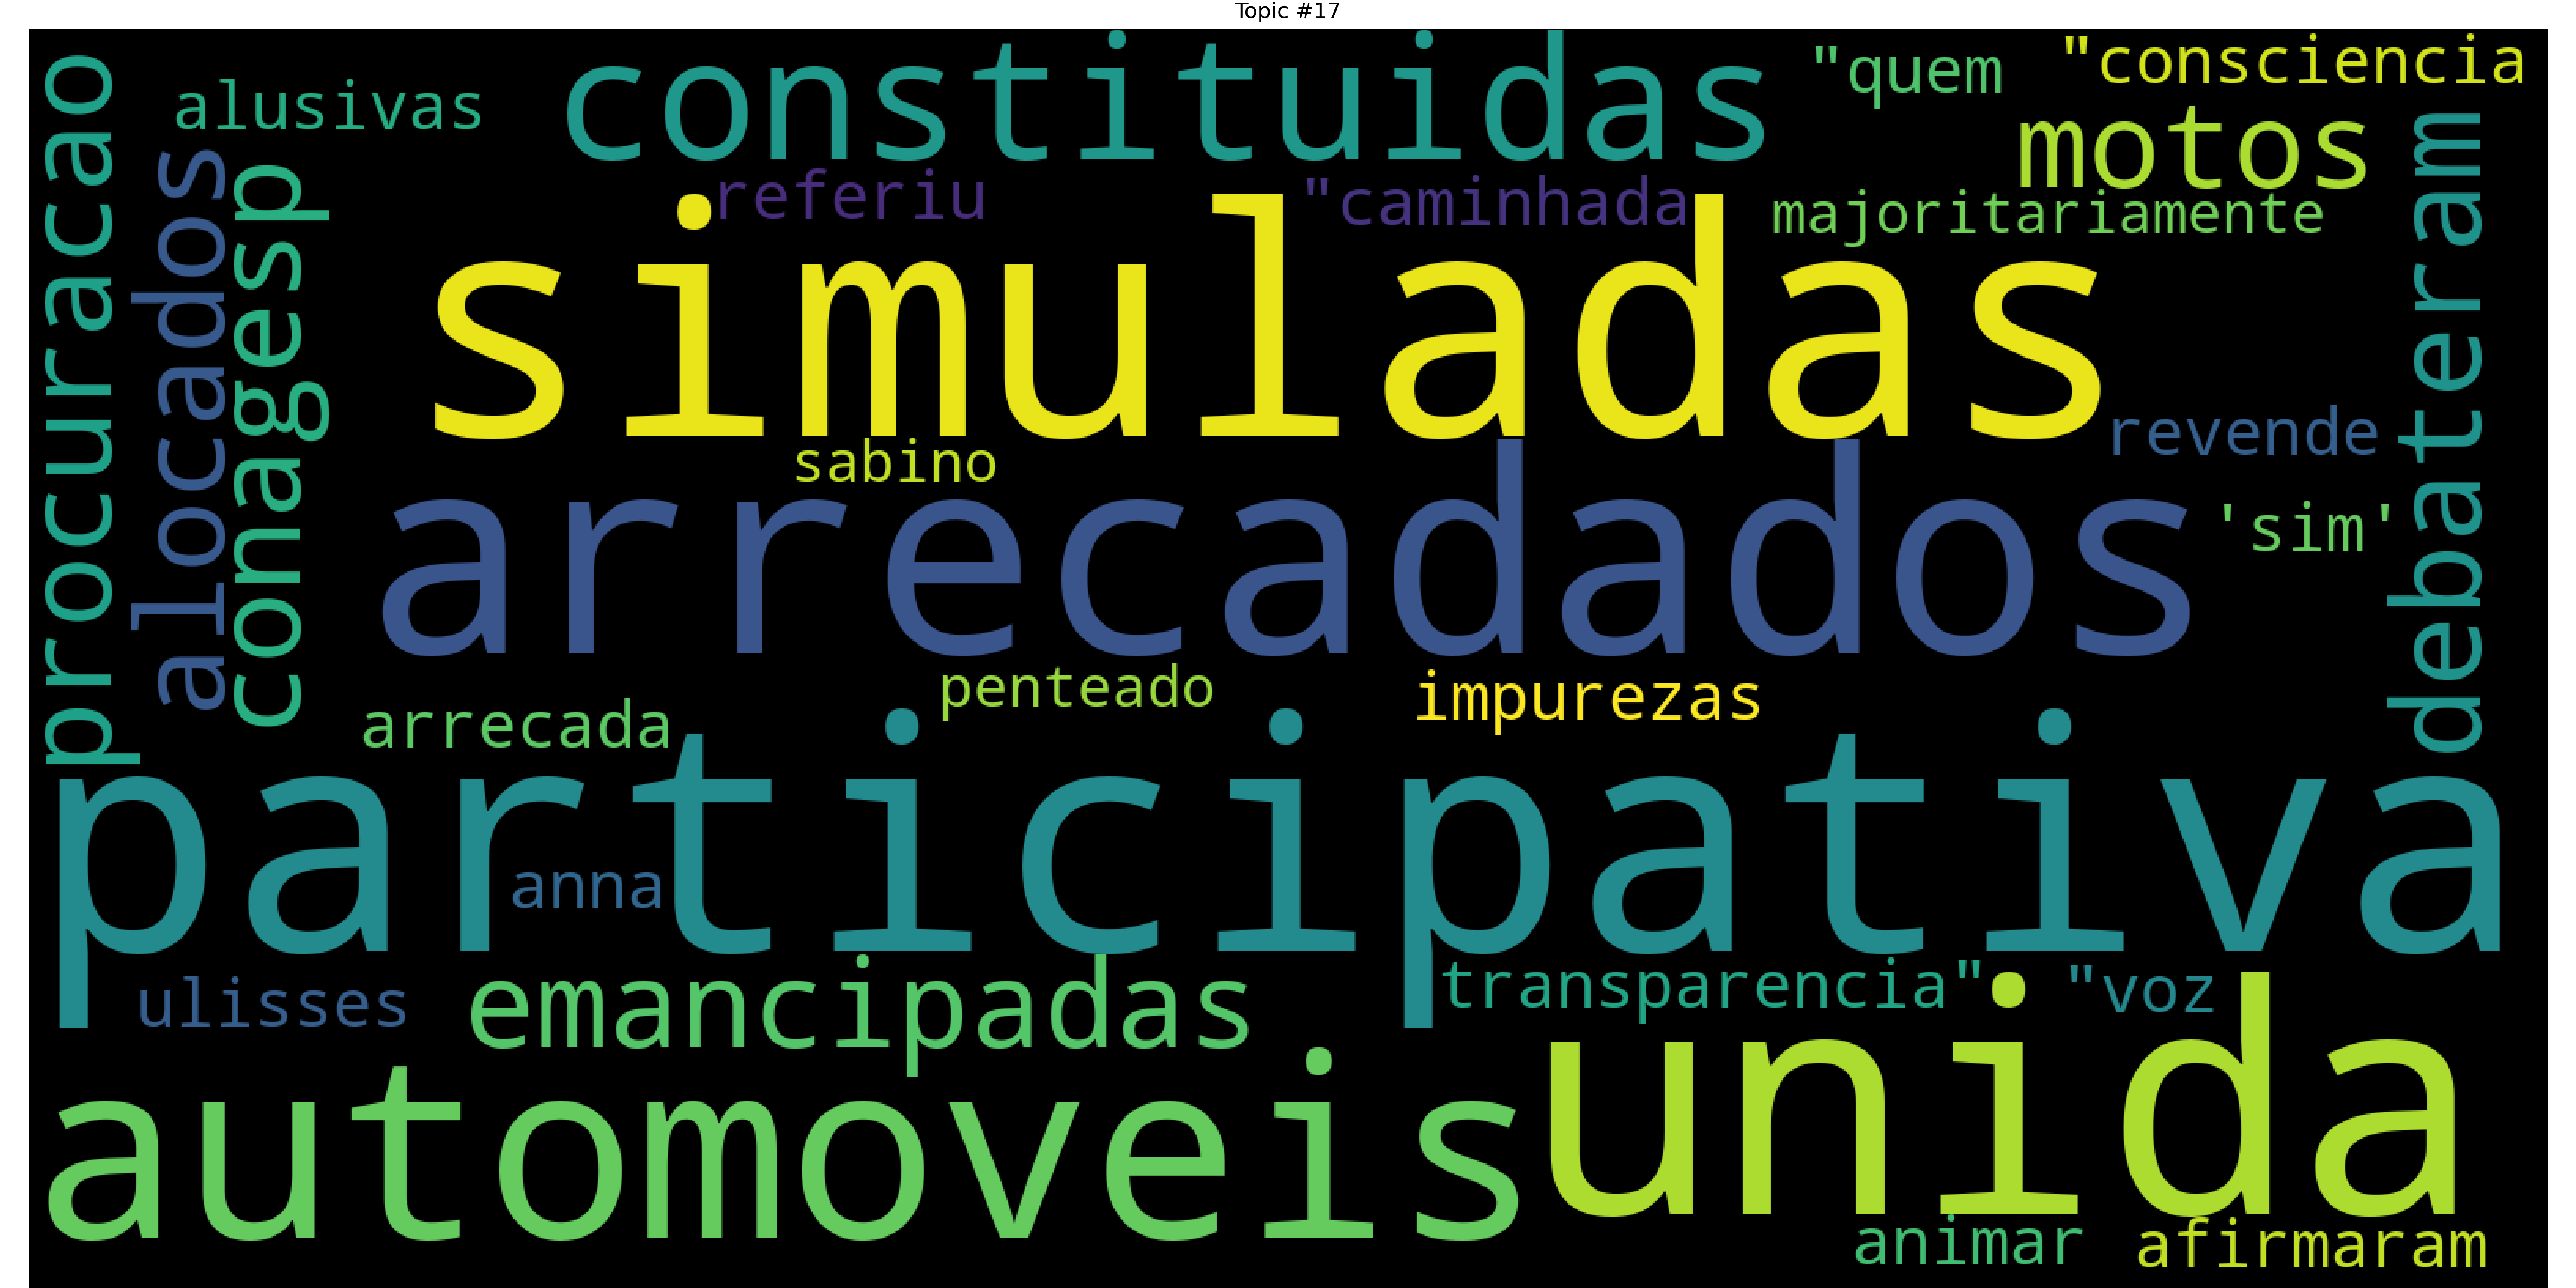 Topic #17
procuracao
alusivas
alocados
conagesp
constituidas
"quem
"consciencia
motos
debateram
referiu
"caminhada
majoritariamente
simuladas
sabino
revende
arrecadados
'sim'
penteado
impurezas
arrecada
participativa
anna
ulisses
emancipadas
transparencia"
"voz
automoveis
unida
animar
afirmaram